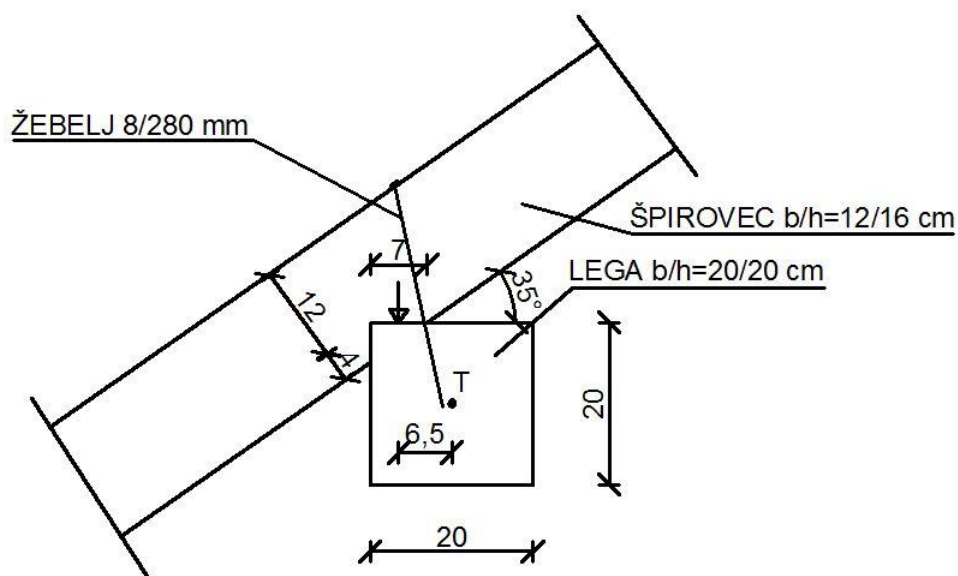 ŽEBELJ 8/280 mm
ŠPIROVEC b/h=12/16 cm
7
LEGA b/h=20/20 cm
35°
12
4
T
20
6,5
20